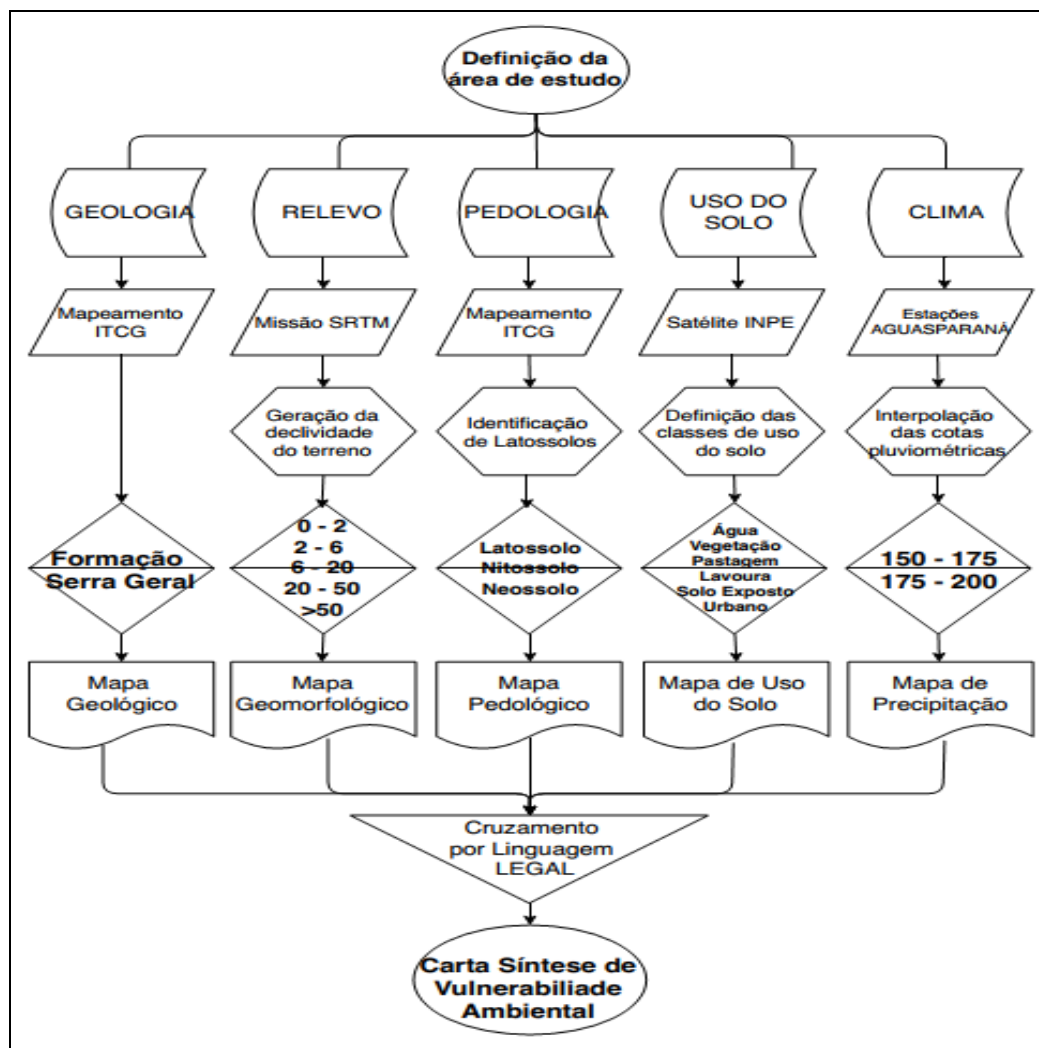 Definição da
área de estudo
GEOLOGIA
RELEVO
PEDOLOGIA
USO DO
SOLO
CLIMA
Mapeamento
ITCG
Missão SRTM
Mapeamento
ITCG
Satélite INPE
Estações
AGUASPARANÁ
Geração da
declividade
do terreno
Identificação
de Latossolos
Definição das
classes de uso
do solo
Interpolação
das cotas
pluviométricas
Formação
Serra Geral
0 - 2
2 - 6
6 - 20
20 - 50
>50
Latossolo
Nitossolo
Neossolo
Água
Vegetação
Pastagem
Lavoura
Solo Exposto
Urbano
150 - 175
175 - 200
Mapa
Geológico
Mapa
Geomorfológico
Mapa
Pedológico
Mapa de Uso
do Solo
Mapa de
Precipitação
Cruzamento
por Linguagem
LEGAL
Carta Síntese de
Vulnerabiliade
Ambiental